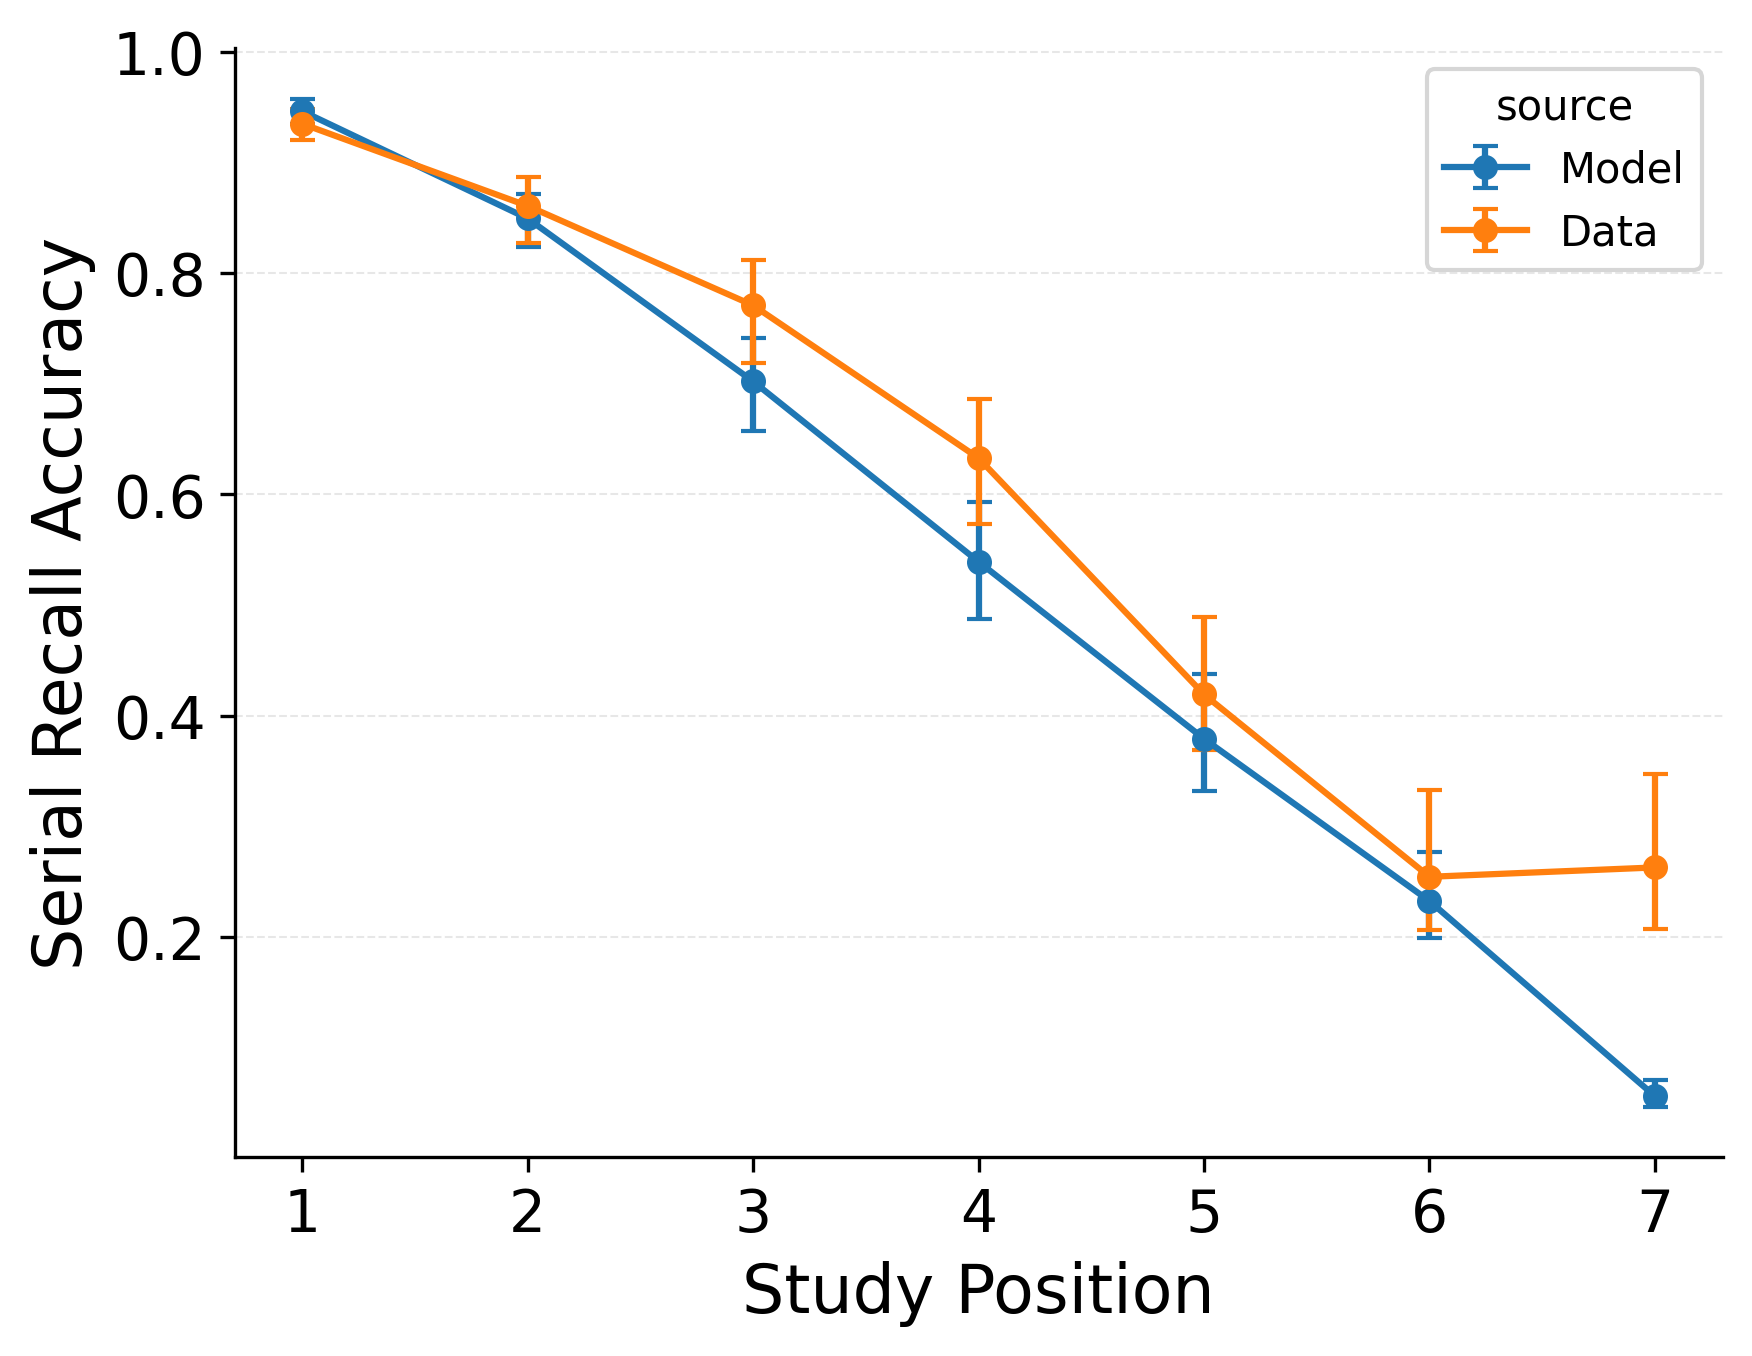 1.0
0.8
0.6
0.4
0.2
Serial Recall Accuracy
source
Model
Data
1 2 3 4 5 6 7
Study Position